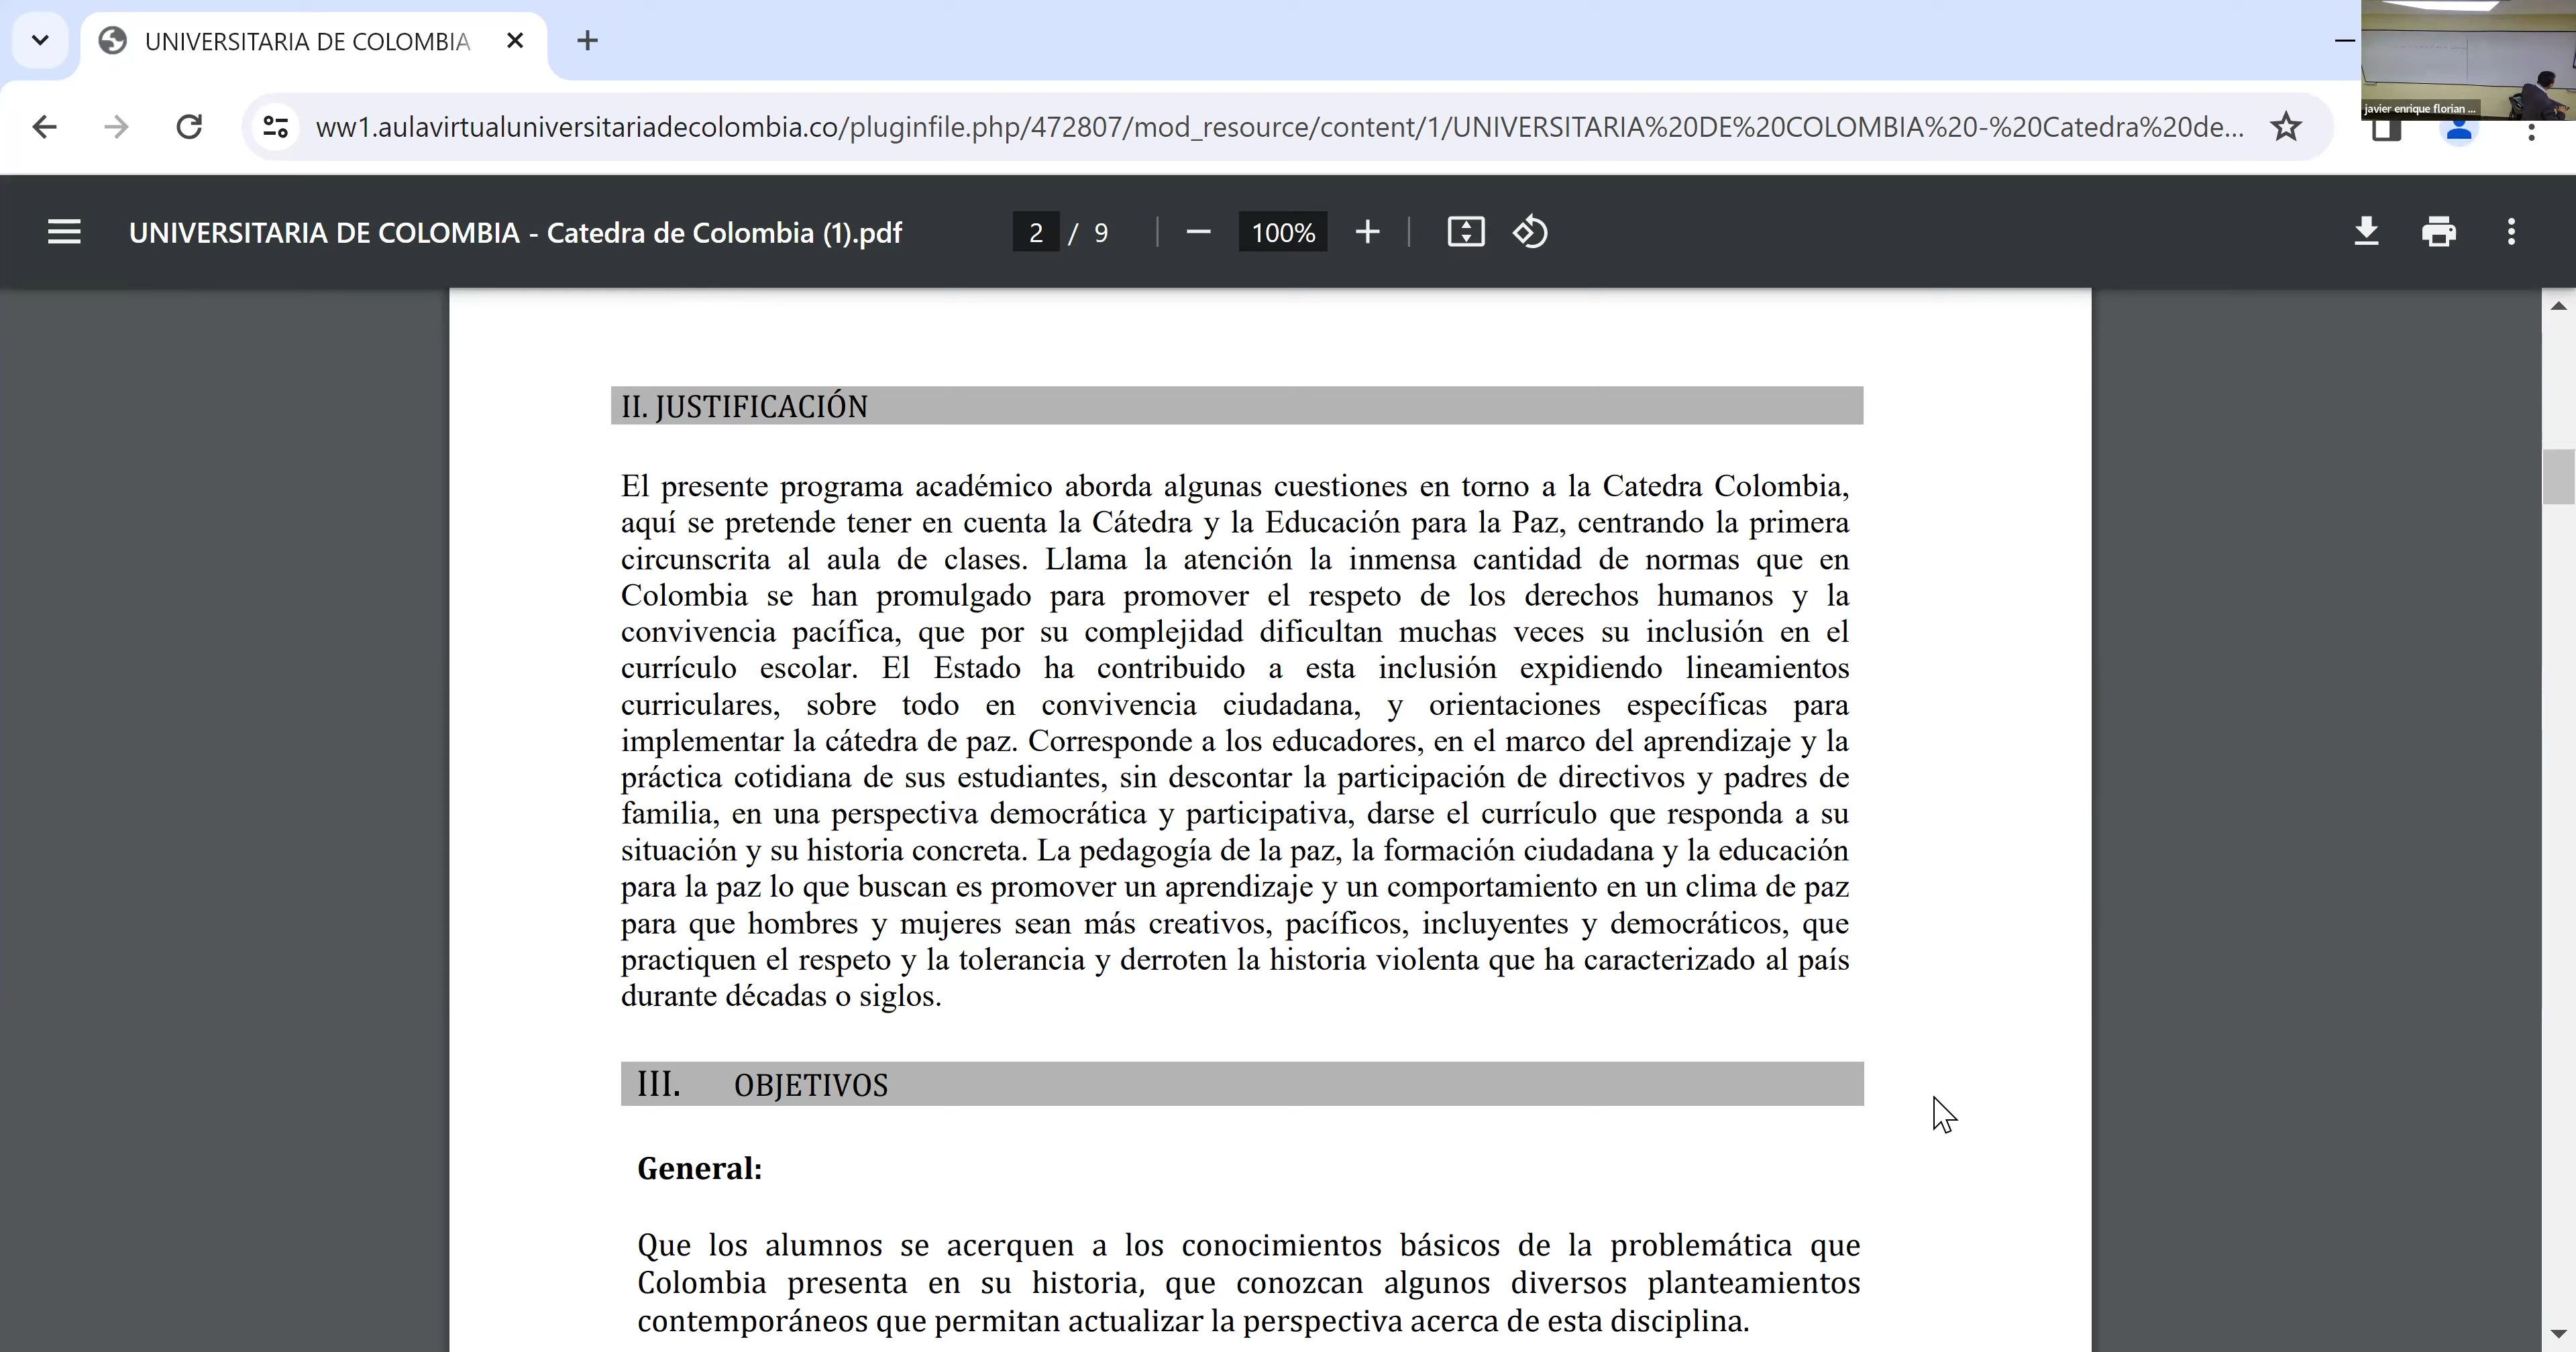 UNIVERSITARIA DE COLOMBIA
javier enrique florian ...
ww1.aulavirtualuniversitariadecolombia.co/pluginfile.php/472807/mod_resource/content/1/UNIVERSITARIA%20DE%20COLOMBIA%20-%20Catedra%20de...
UNIVERSITARIA DE COLOMBIA - Catedra de Colombia (1).pdf
2 / 9
100%
II. JUSTIFICACIÓN
El presente programa académico aborda algunas cuestiones en torno a la Catedra Colombia,
aquí se pretende tener en cuenta la Cátedra y la Educación para la Paz, centrando la primera
circunscrita al aula de clases. Llama la atención la inmensa cantidad de normas que en
Colombia se han promulgado para promover el respeto de los derechos humanos y la
convivencia pacífica, que por su complejidad dificultan muchas veces su inclusión en el
currículo escolar. El Estado ha contribuido a esta inclusión expidiendo lineamientos
curriculares, sobre todo en convivencia ciudadana, y orientaciones específicas para
implementar la cátedra de paz. Corresponde a los educadores, en el marco del aprendizaje y la
práctica cotidiana de sus estudiantes, sin descontar la participación de directivos y padres de
familia, en una perspectiva democrática y participativa, darse el currículo que responda a su
situación y su historia concreta. La pedagogía de la paz, la formación ciudadana y la educación
para la paz lo que buscan es promover un aprendizaje y un comportamiento en un clima de paz
para que hombres y mujeres sean más creativos, pacíficos, incluyentes y democráticos, que
practiquen el respeto y la tolerancia y derroten la historia violenta que ha caracterizado al país
durante décadas o siglos.
III. OBJETIVOS
General:
Que los alumnos se acerquen a los conocimientos básicos de la problemática que
Colombia presenta en su historia, que conozcan algunos diversos planteamientos
contemporáneos que permitan actualizar la perspectiva acerca de esta disciplina.